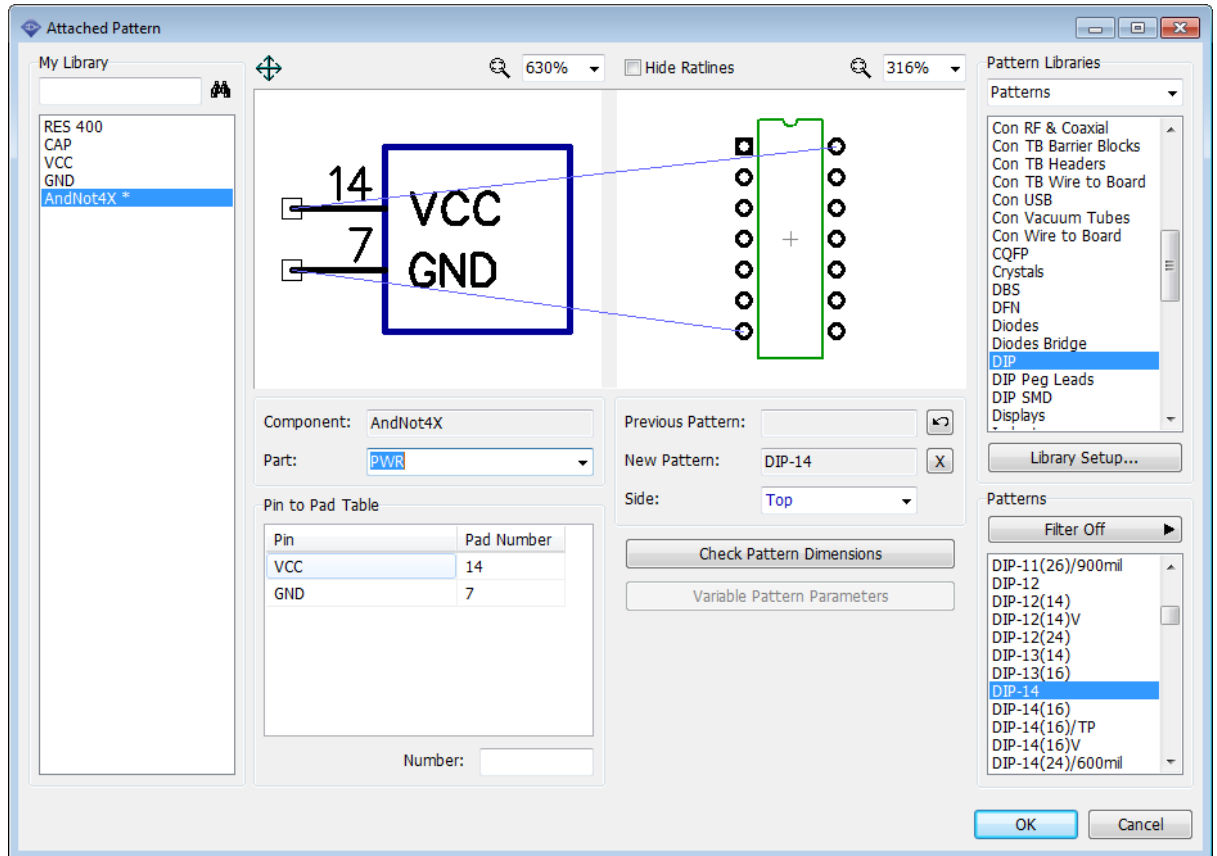 Attached Pattern
My Library
RES 400
CAP
VCC
GND
AndNot4X *
630%
Hide Ratlines
316%
14
VCC
7
GND
Component: AndNot4X
Part: PWR
Pin to Pad Table
Pin Pad Number
VCC 14
GND 7
Number:
Previous Pattern:
New Pattern: DIP-14 X
Side: Top
Check Pattern Dimensions
Variable Pattern Parameters
Pattern Libraries
Patterns
Con RF & Coaxial
Con TB Barrier Blocks
Con TB Headers
Con TB Wire to Board
Con USB
Con Vacuum Tubes
Con Wire to Board
CQFP
Crystals
DBS
DFN
Diodes
Diodes Bridge
DIP
DIP Peg Leads
DIP SMD
Displays
Library Setup...
Patterns
Filter Off
DIP-11(26)/900mil
DIP-12
DIP-12(14)
DIP-12(14)V
DIP-12(24)
DIP-13(14)
DIP-13(16)
DIP-14
DIP-14(16)
DIP-14(16)/TP
DIP-14(16)V
DIP-14(24)/600mil
OK Cancel